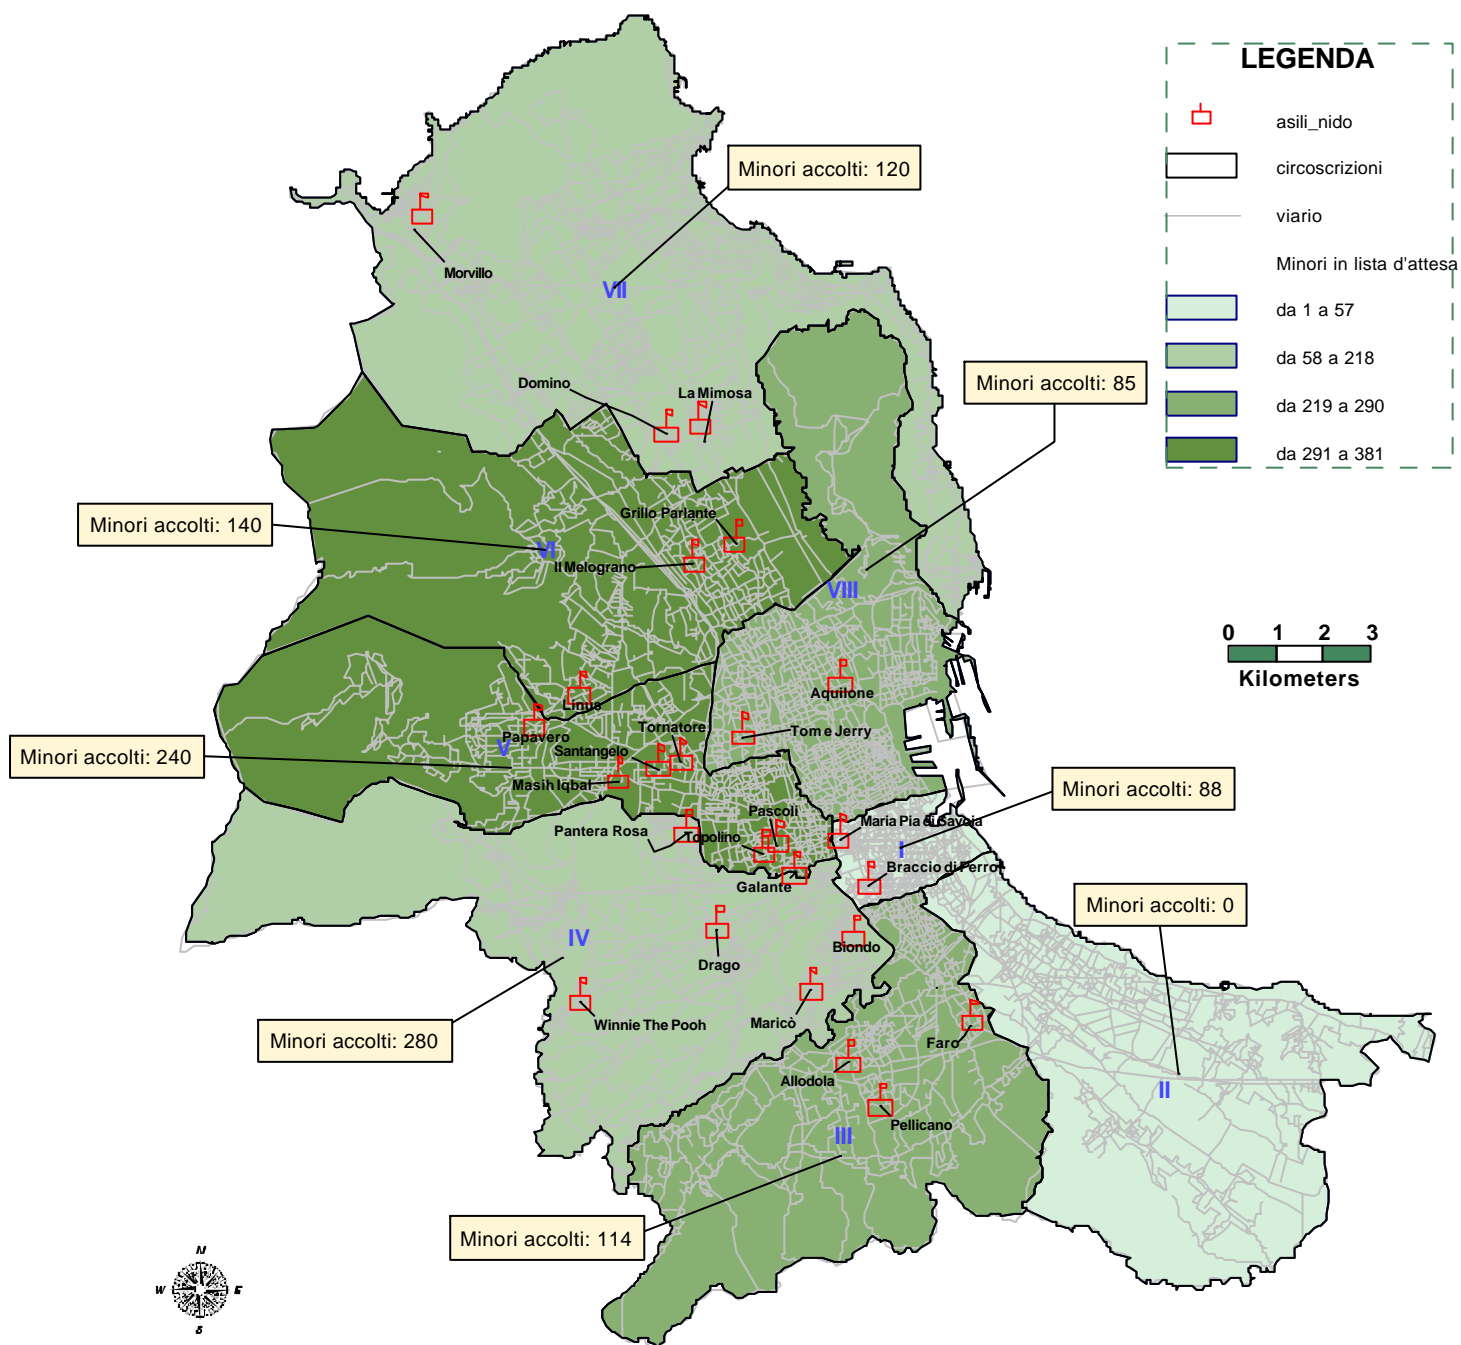 LEGENDA
asili_nido
circoscrizioni
viario
Minori in lista d'attesa
da 1 a 57
da 58 a 218
da 219 a 290
da 291 a 381
Minori accolti: 120
Morvillo
VII
Domino
La Mimosa
Minori accolti: 85
Minori accolti: 140
Grillo Parlante
VI
Il Melograno
VIII
0 1 2 3
Kilometers
Linus
Aquilone
Papavero
Tornatore
Tom e Jerry
V
Santangelo
Minori accolti: 240
Masih Iqbal
Minori accolti: 88
Pascoli
Maria Pia di Savoia
Pantera Rosa
Topolino
I
Braccio di Ferro
Galante
Minori accolti: 0
IV
Biondo
Drago
Winnie The Pooh
Maricò
Minori accolti: 280
Faro
Allodola
II
Pellicano
III
Minori accolti: 114
N
W
E
S